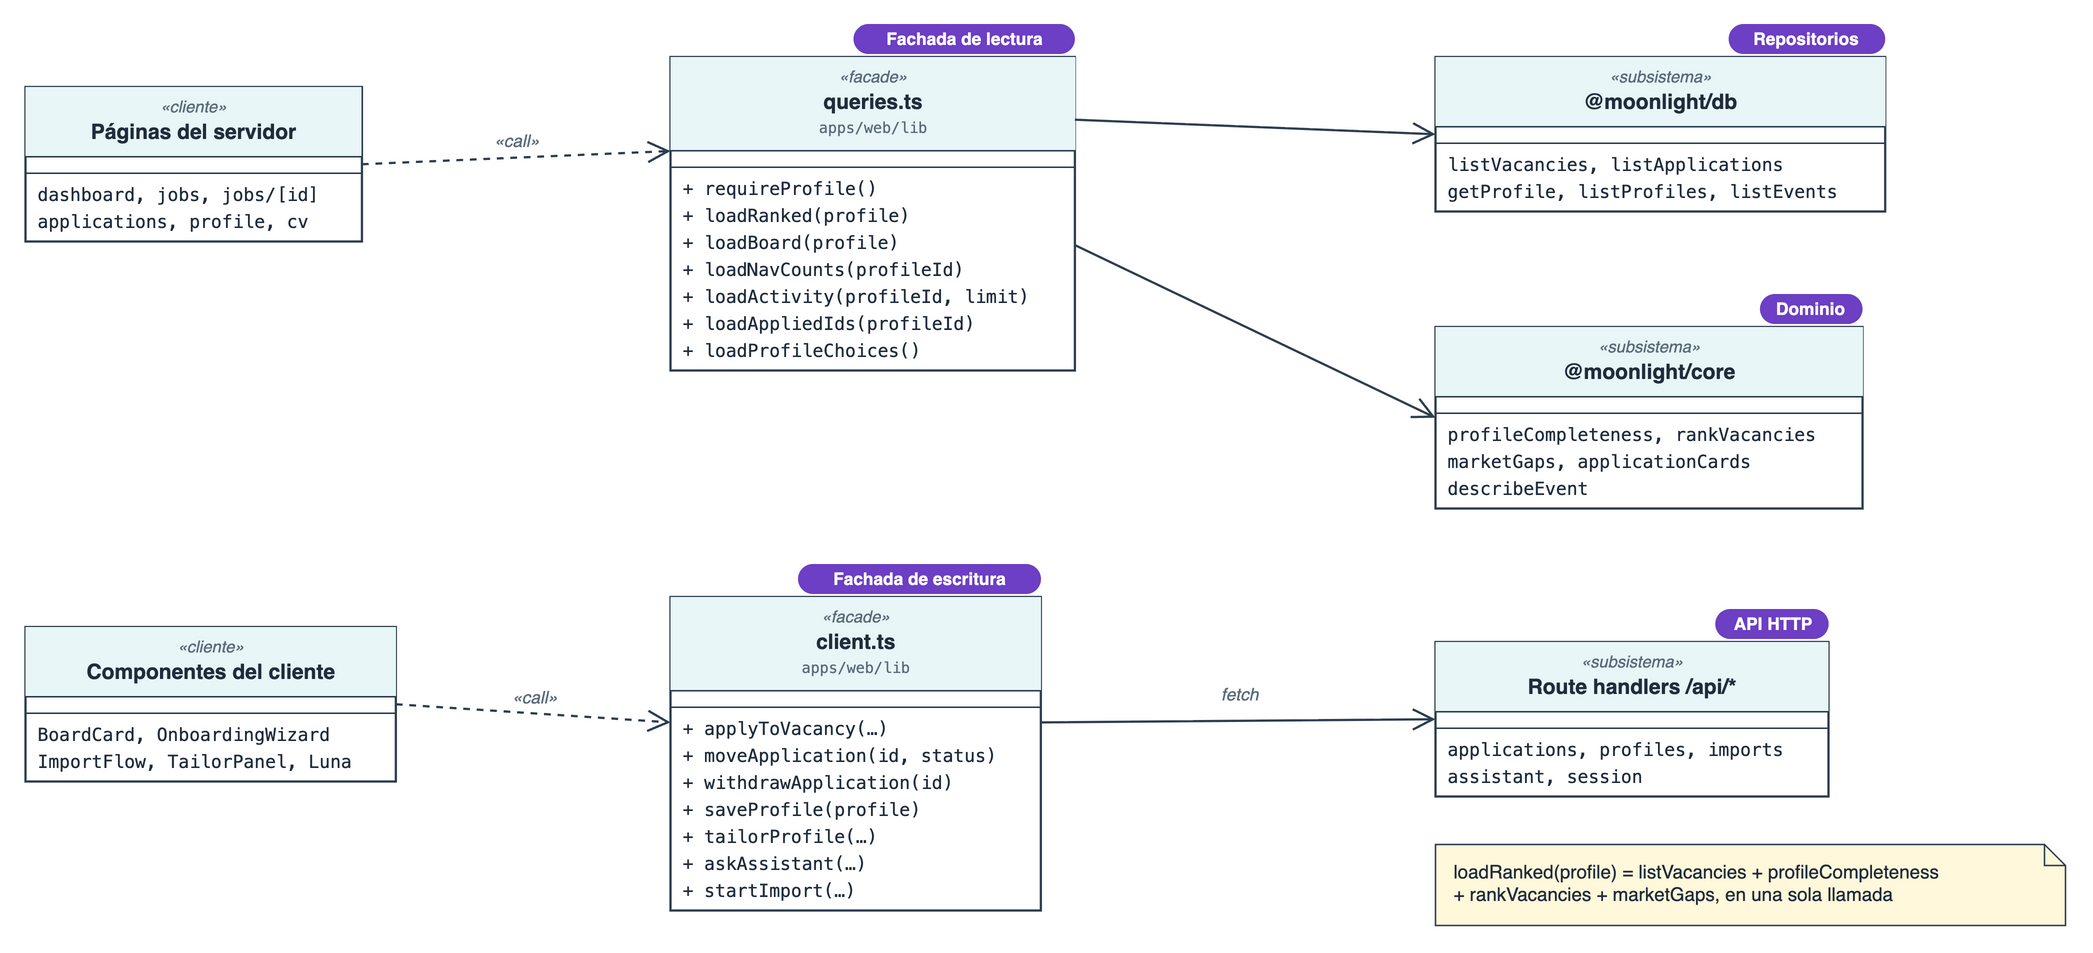 Fachada de lectura
«facade»
queries.ts
apps/web/lib
+ requireProfile()
+ loadRanked(profile)
+ loadBoard(profile)
+ loadNavCounts(profileId)
+ loadActivity(profileId, limit)
+ loadAppliedIds(profileId)
+ loadProfileChoices()
Repositorios
«subsistema»
@moonlight/db
listVacancies, listApplications
getProfile, listProfiles, listEvents
«cliente»
Páginas del servidor
dashboard, jobs, jobs/[id]
applications, profile, cv
«call»
Dominio
«subsistema»
@moonlight/core
profileCompleteness, rankVacancies
marketGaps, applicationCards
describeEvent
Fachada de escritura
«facade»
client.ts
apps/web/lib
+ applyToVacancy(…)
+ moveApplication(id, status)
+ withdrawApplication(id)
+ saveProfile(profile)
+ tailorProfile(…)
+ askAssistant(…)
+ startImport(…)
«cliente»
Componentes del cliente
BoardCard, OnboardingWizard
ImportFlow, TailorPanel, Luna
«call»
fetch
API HTTP
«subsistema»
Route handlers /api/*
applications, profiles, imports
assistant, session
loadRanked(profile) = listVacancies + profileCompleteness
+ rankVacancies + marketGaps, en una sola llamada